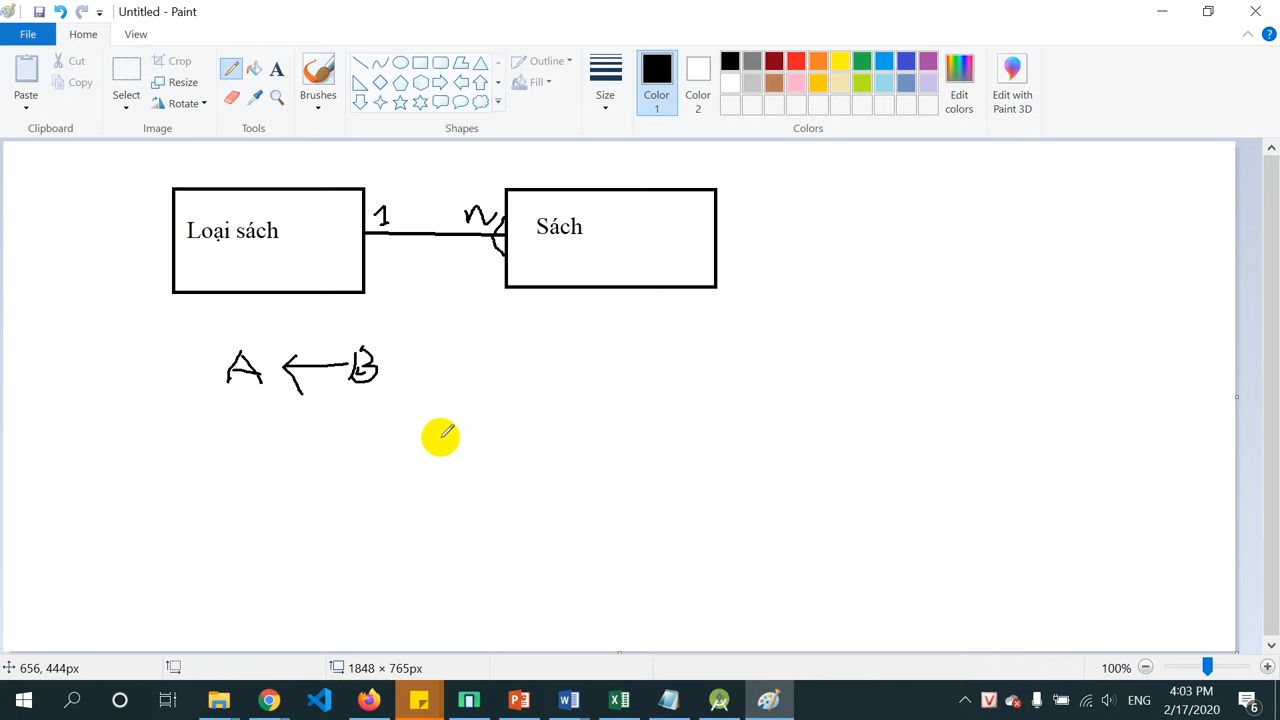 Untitled - Paint
File Home View
Cut
Copy
Paste
Clipboard
Crop
Resize
Rotate
Select
Image
Tools
Brushes
Outline
Fill
Shapes
Size
Color 1
Color 2
Edit colors
Edit with Paint 3D
Colors
Loại sách
1
n
Sách
A ← B
656, 444px
1848 × 765px
100%
ENG
4:03 PM
2/17/2020
6